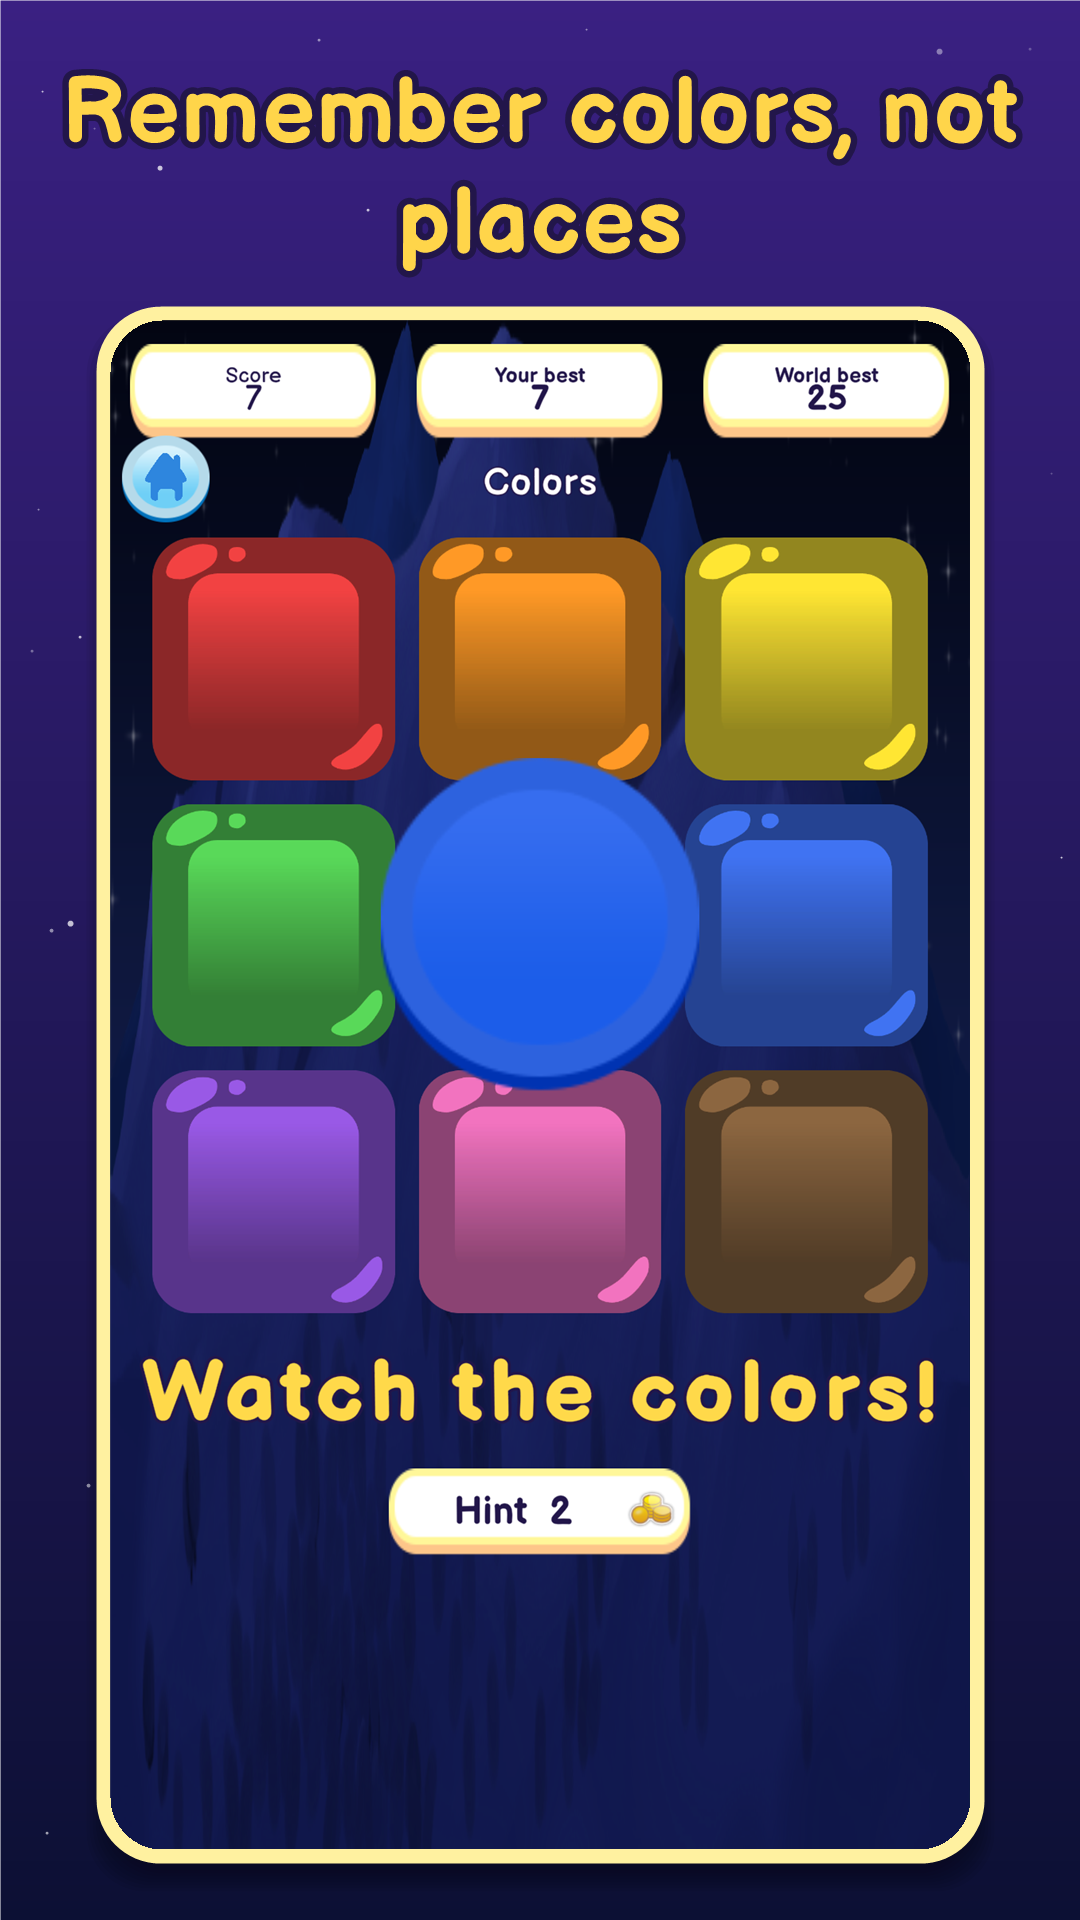 Remember colors, not
places
Score
7
Your best
7
World best
25
Colors
Watch the colors!
Hint 2